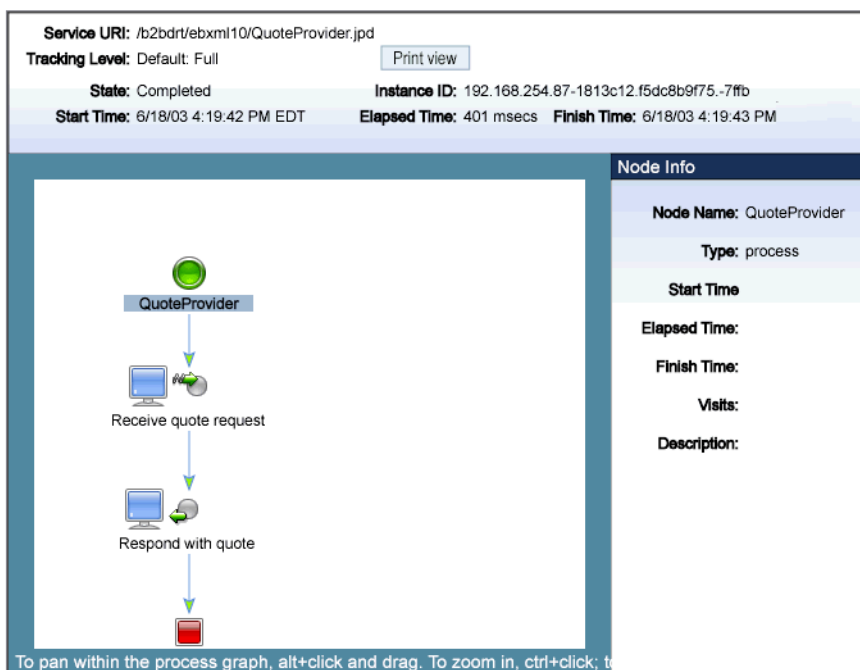 Service URI: /b2bdrt/ebxml10/QuoteProvider.jpd
Tracking Level: Default: Full
Print view
State: Completed
Instance ID: 192.168.254.87-1813c12.f5dc8b9f75.-7ffb
Start Time: 6/18/03 4:19:42 PM EDT
Elapsed Time: 401 msecs
Finish Time: 6/18/03 4:19:43 PM
QuoteProvider
Receive quote request
Respond with quote
To pan within the process graph, alt+click and drag. To zoom in, ctrl+click;
Node Info
Node Name: QuoteProvider
Type: process
Start Time
Elapsed Time:
Finish Time:
Visits:
Description: